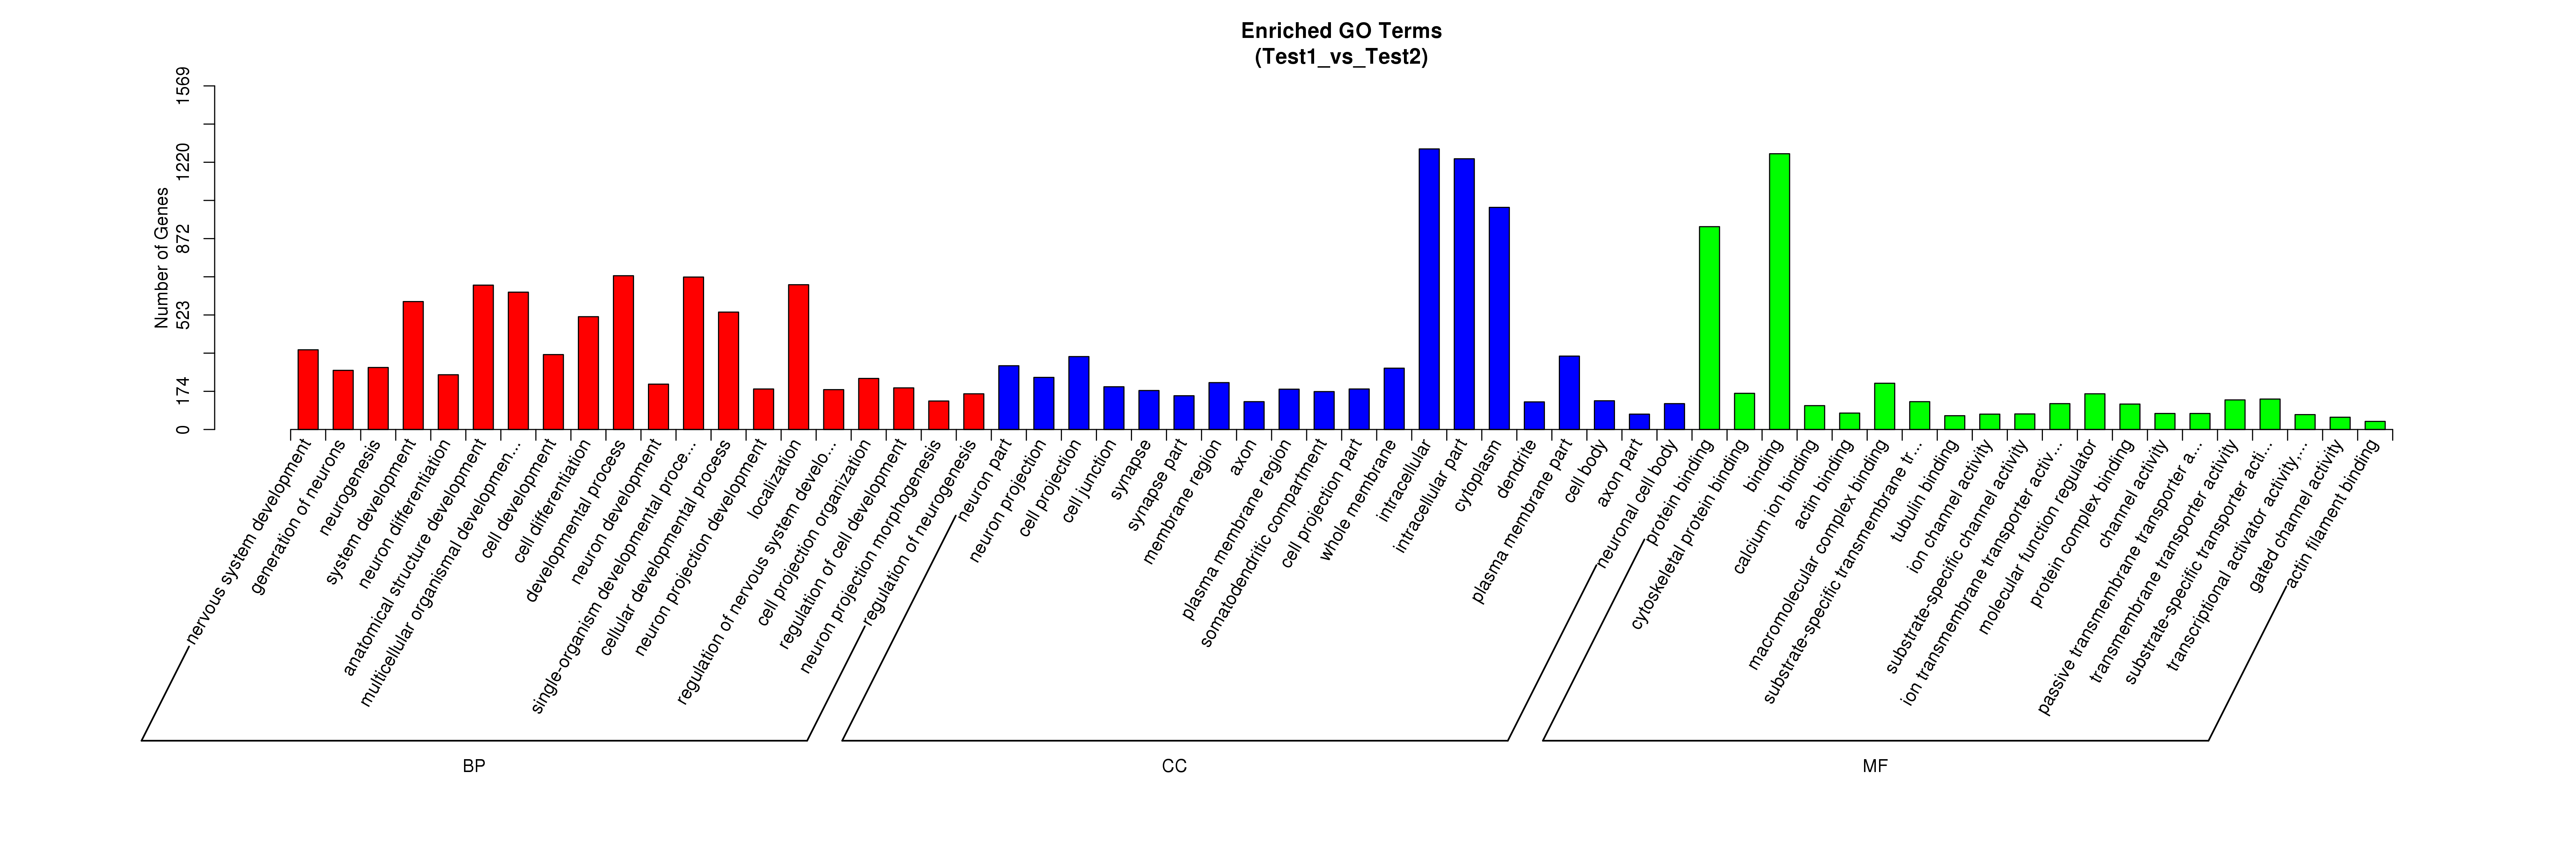 Enriched GO Terms
(Test1_vs_Test2)
Number of Genes
1569
1220
872
523
174
0
nervous system development
generation of neurons
neurogenesis
system development
neuron differentiation
anatomical structure development
multicellular organismal developmen...
cell development
cell differentiation
developmental process
neuron development
single-organism developmental proce...
cellular developmental process
neuron projection development
localization
regulation of nervous system develo...
cell projection organization
regulation of cell development
neuron projection morphogenesis
regulation of neurogenesis
neuron part
neuron projection
cell projection
cell junction
synapse
synapse part
membrane region
axon
plasma membrane region
somatodendritic compartment
cell projection part
whole membrane
intracellular
intracellular part
cytoplasm
dendrite
plasma membrane part
cell body
axon part
neuronal cell body
protein binding
cytoskeletal protein binding
binding
calcium ion binding
actin binding
macromolecular complex binding
substrate-specific transmembrane tr...
tubulin binding
ion channel activity
substrate-specific channel activity
substrate-specific transporter activ...
ion transmembrane transporter activ...
molecular function regulator
protein complex binding
channel activity
passive transmembrane transporter a...
transmembrane transporter activity
substrate-specific transporter acti...
transcriptional activator activity,...
gated channel activity
actin filament binding
BP
CC
MF